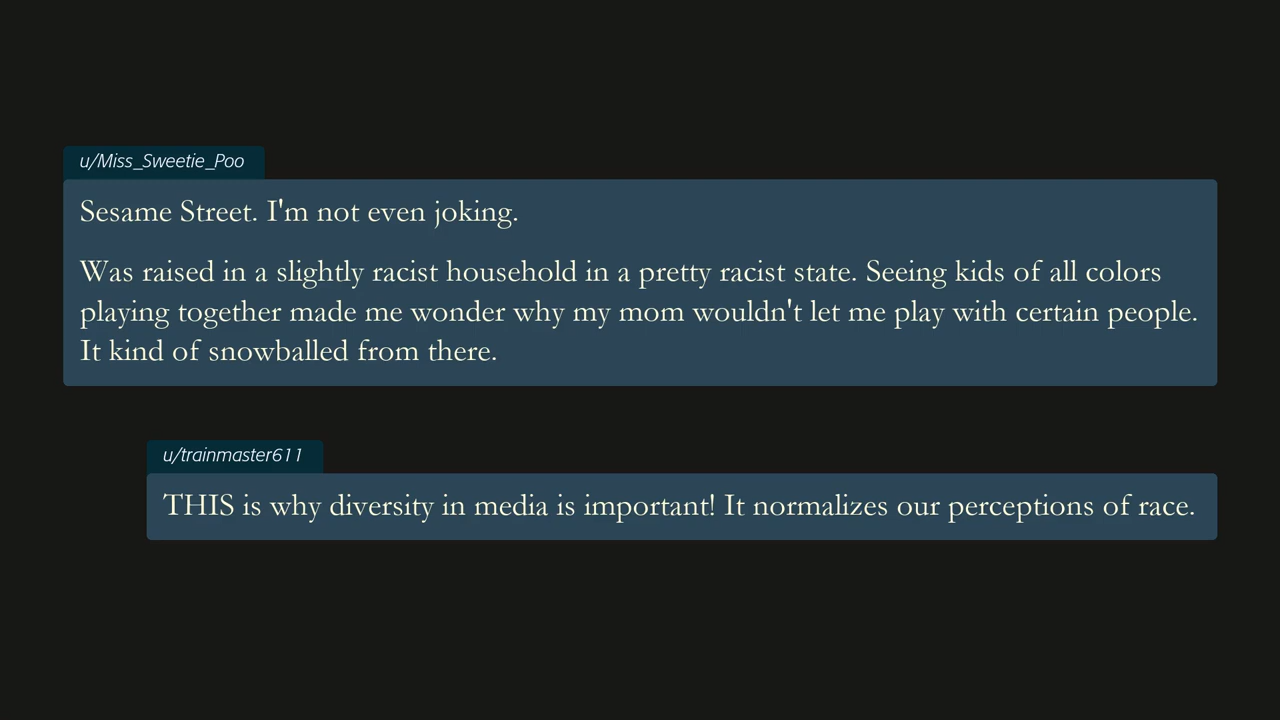 u/Miss_Sweetie_Poo
Sesame Street. I'm not even joking.
Was raised in a slightly racist household in a pretty racist state. Seeing kids of all colors
playing together made me wonder why my mom wouldn't let me play with certain people.
It kind of snowballed from there.
u/trainmaster611
THIS is why diversity in media is important! It normalizes our perceptions of race.